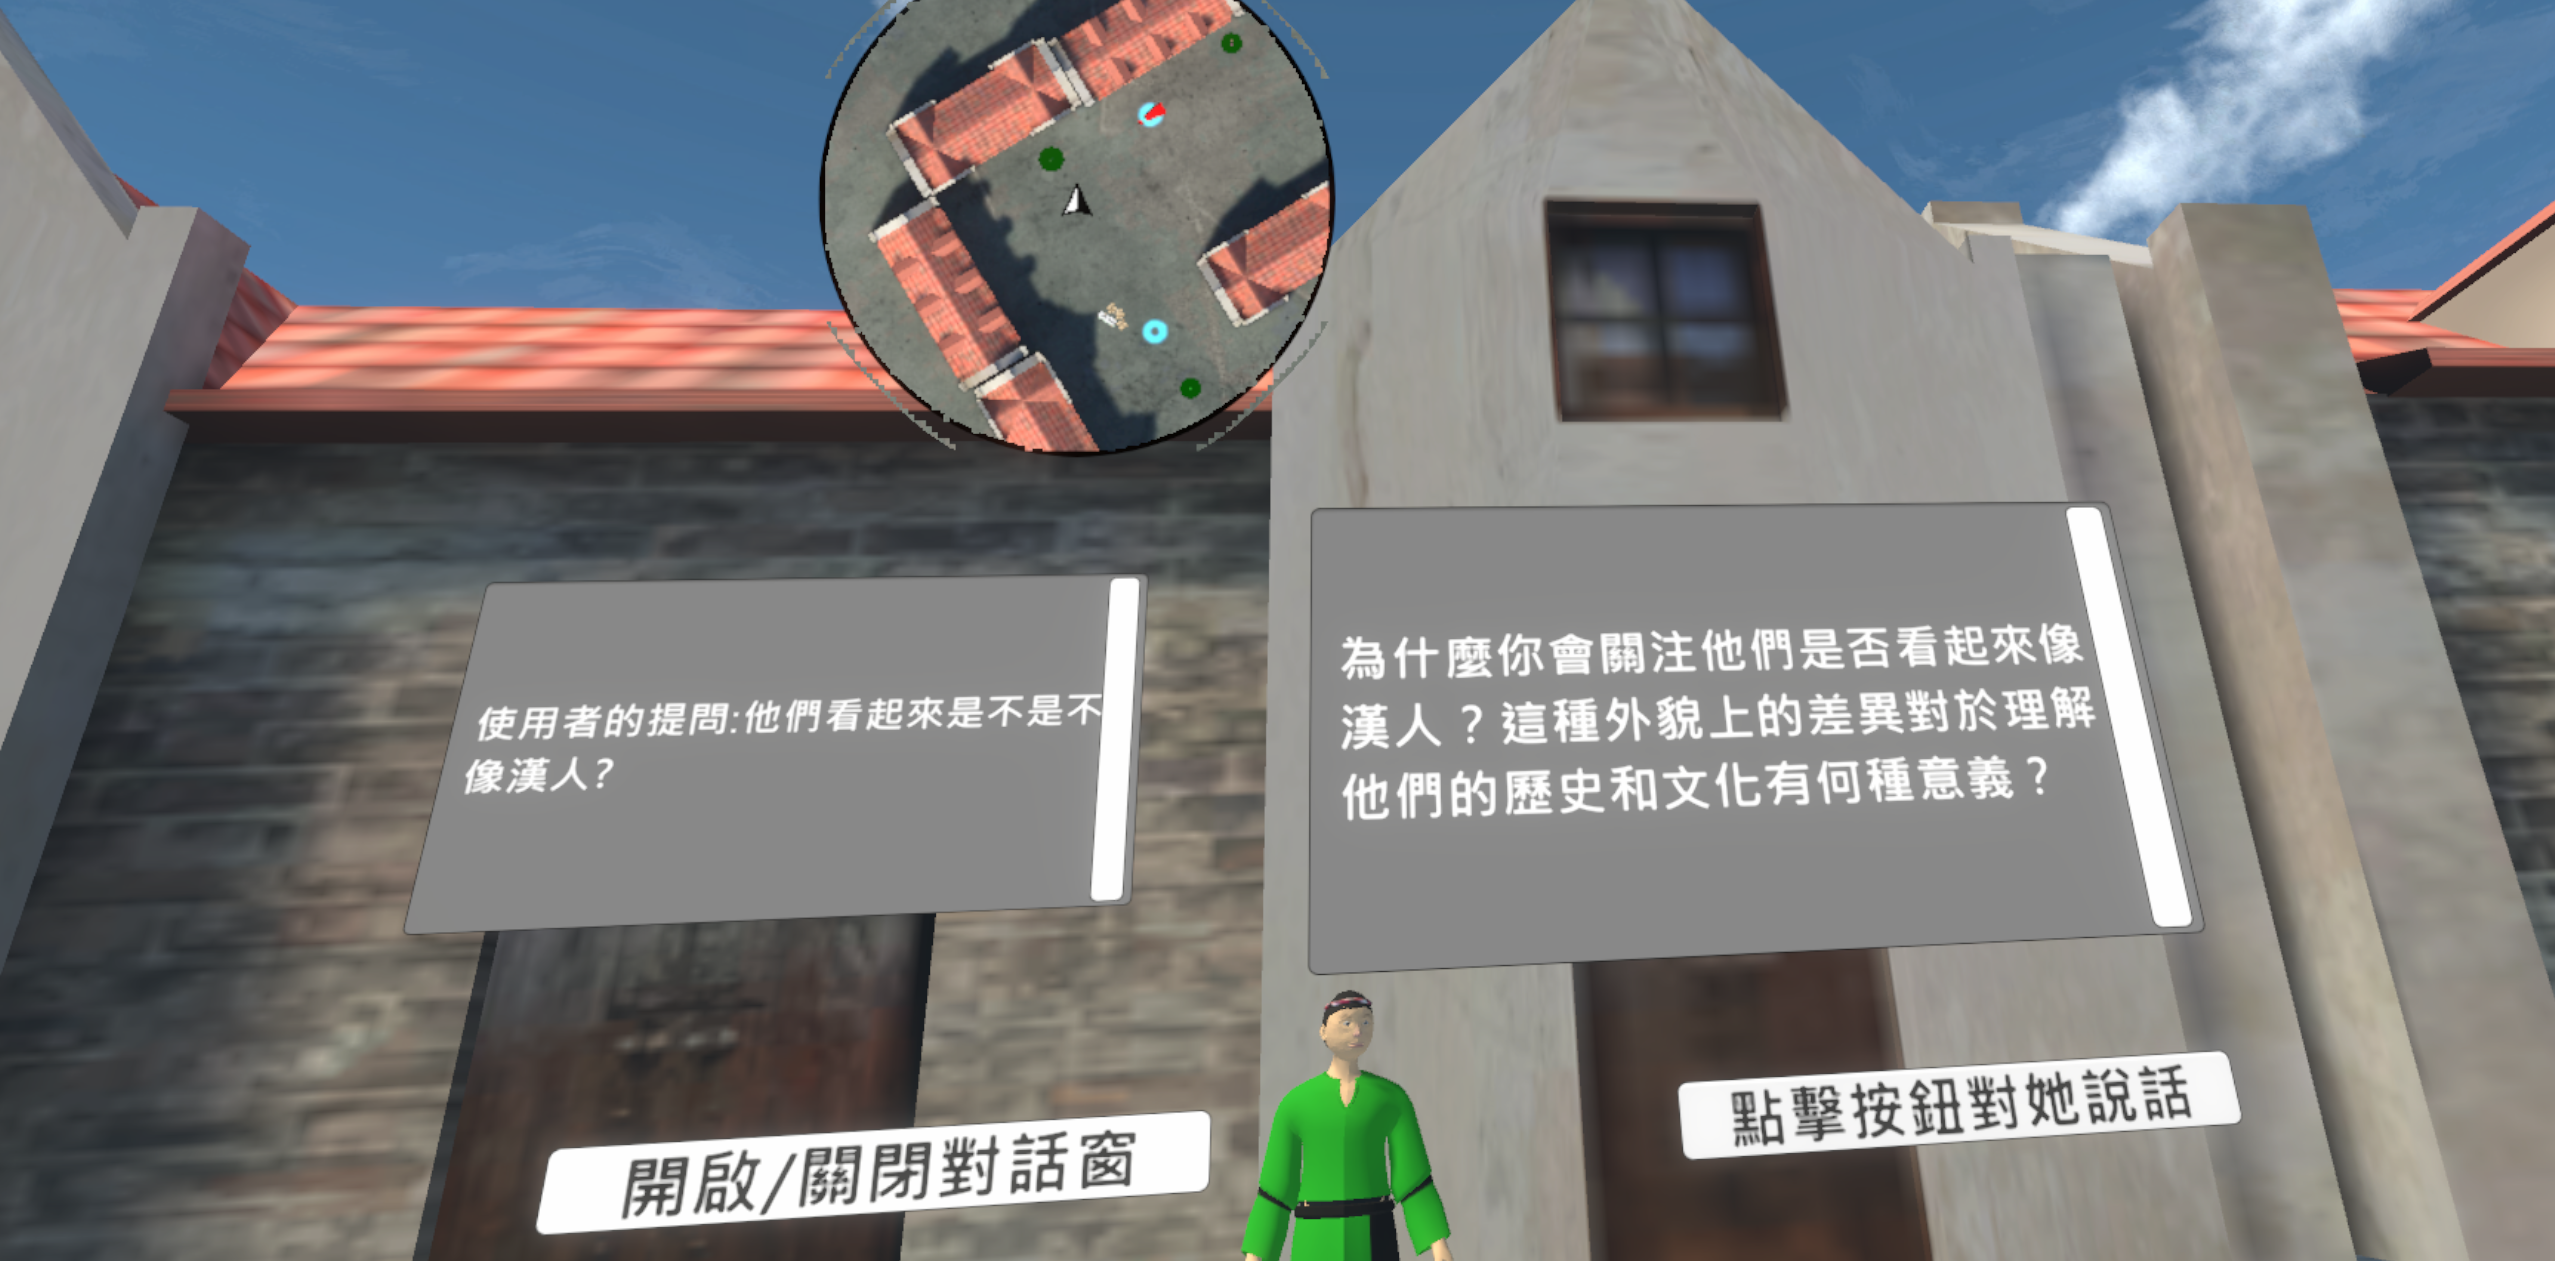 使用者的提問:他們看起來是不是不
像漢人?
為什麼你會關注他們是否看起來像
漢人？這種外貌上的差異對於理解
他們的歷史和文化有何種意義？
開啟/關閉對話窗
點擊按鈕對她說話